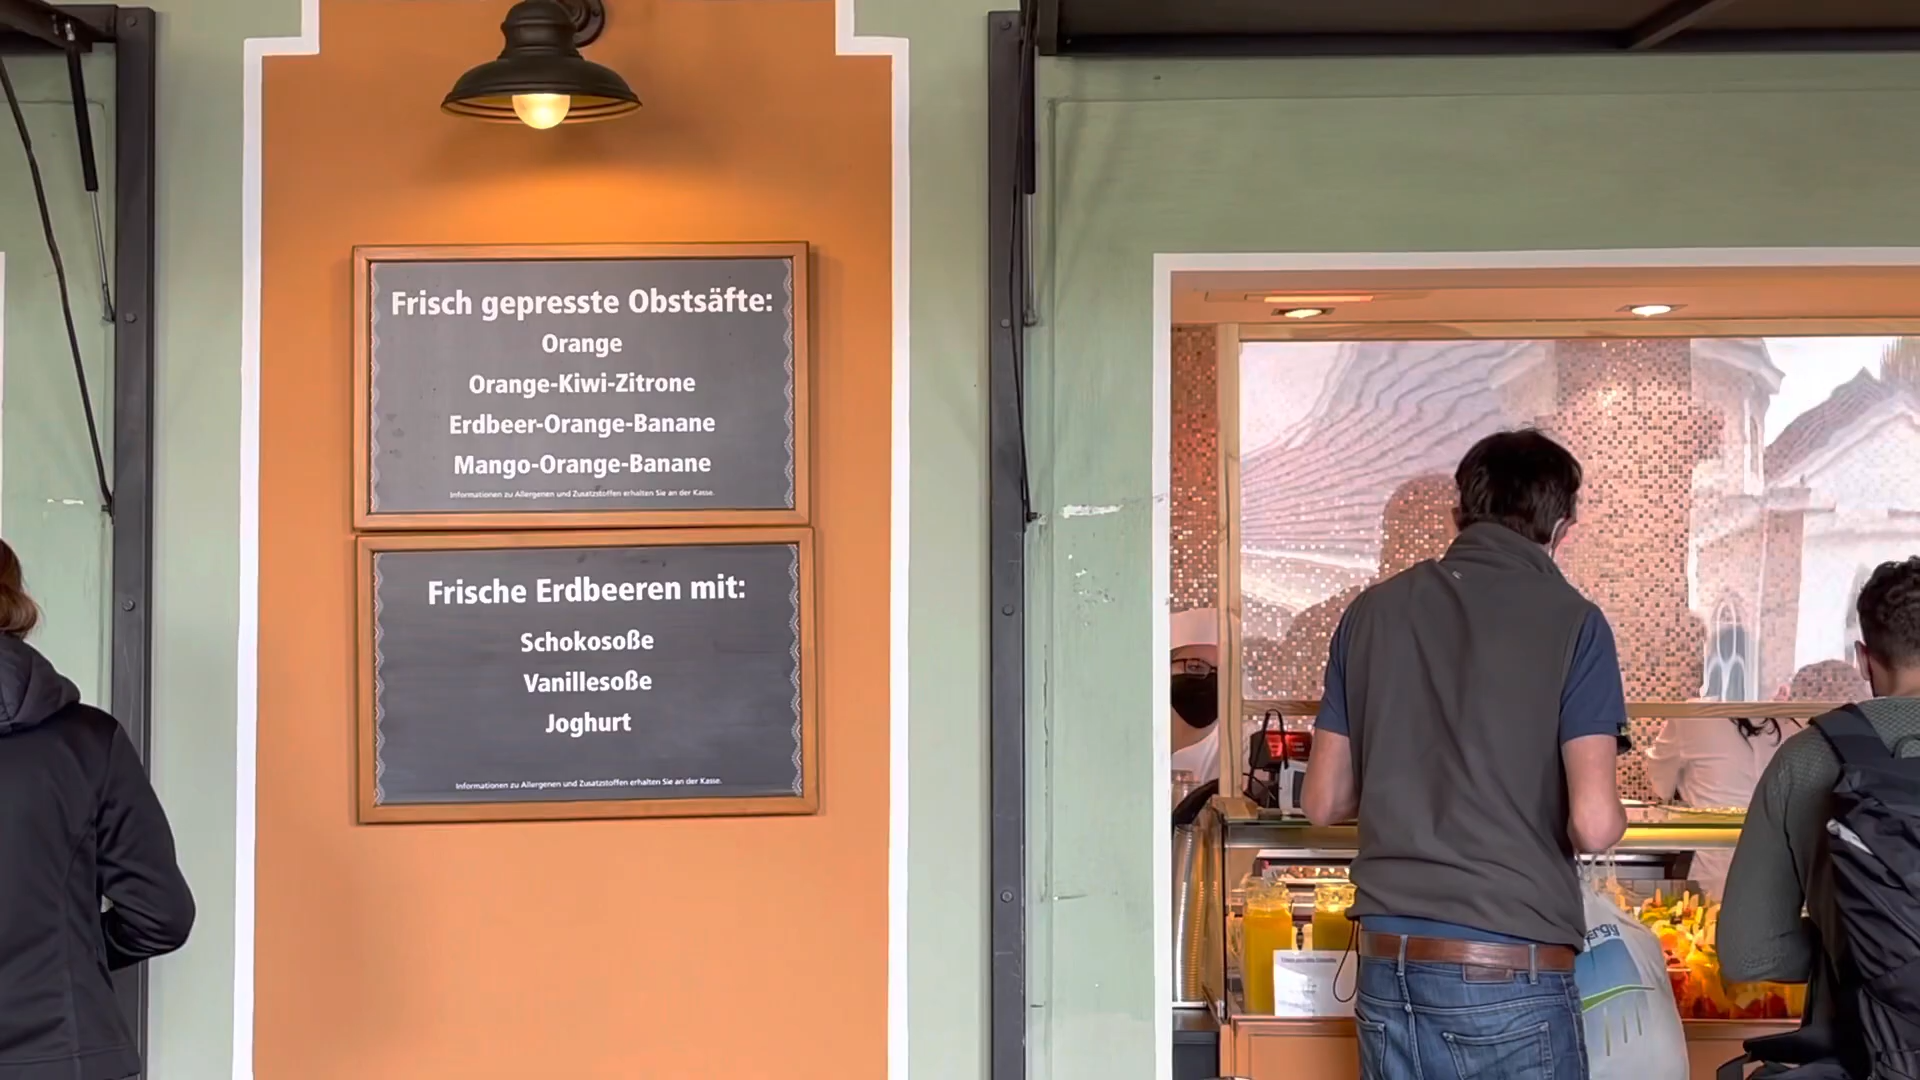 Frisch gepresste Obstsäfte:
Orange
Orange-Kiwi-Zitrone
Erdbeer-Orange-Banane
Mango-Orange-Banane
Informationen zu Allergenen und Zusatzstoffen erhalten Sie an der Kasse.
Frische Erdbeeren mit:
Schokosoße
Vanillesoße
Joghurt
Informationen zu Allergenen und Zusatzstoffen erhalten Sie an der Kasse.